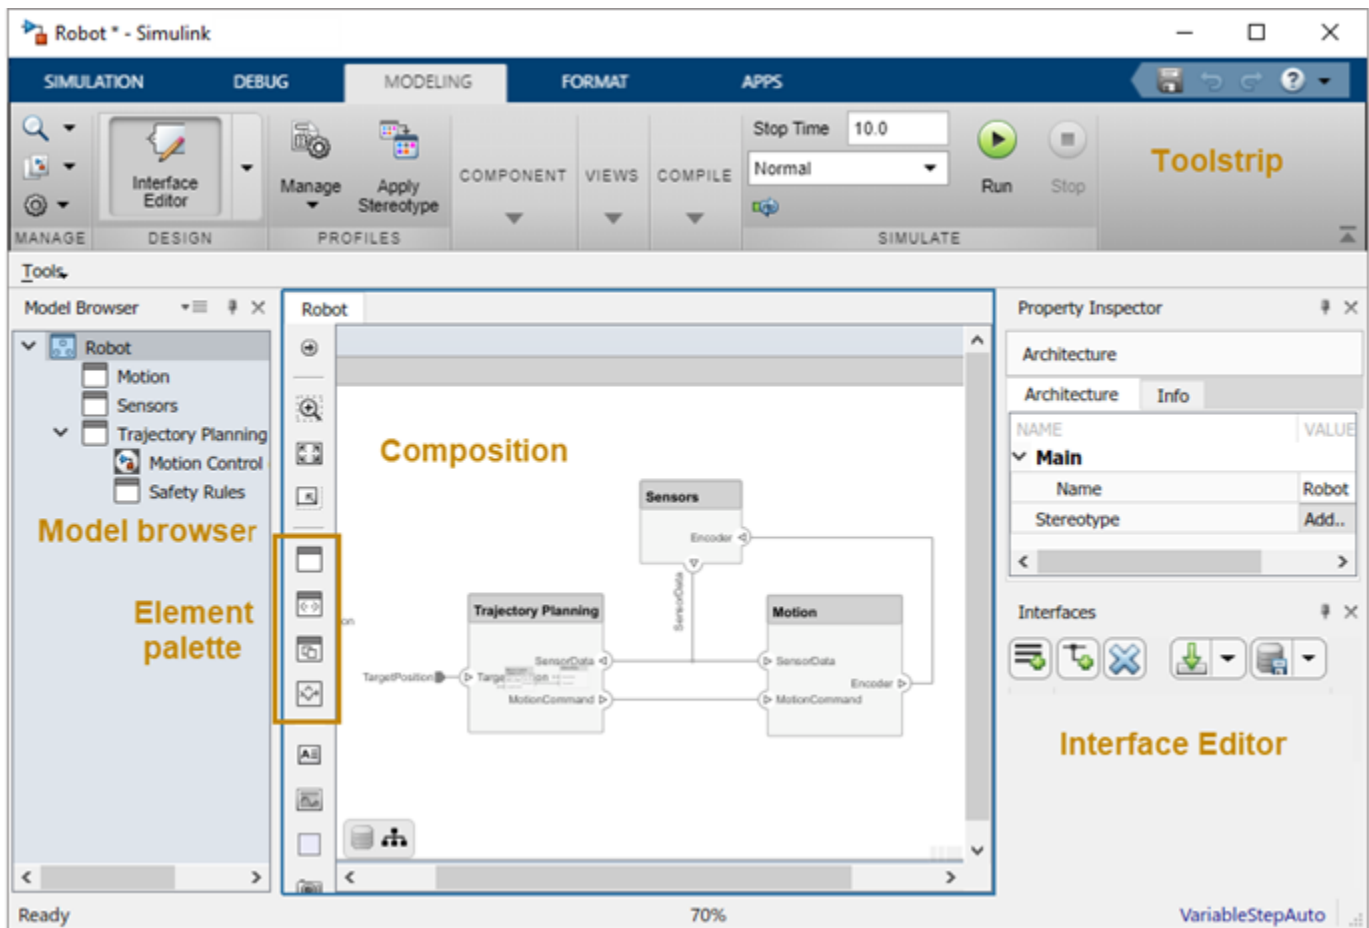 Robot * - Simulink
SIMULATION DEBUG MODELING FORMAT APPS
Stop Time 10.0
Normal
Interface
Editor
Manage
Apply
Stereotype
COMPONENT VIEWS COMPILE
Run Stop
Toolstrip
MANAGE DESIGN PROFILES SIMULATE
Tools
Model Browser
Robot
Motion
Sensors
Trajectory Planning
Motion Control
Safety Rules
Model browser
Element
palette
Robot
Composition
Sensors
Encoder
SensorData
Trajectory Planning
SensorData
TargetPosition
MotionCommand
Motion
SensorData
Encoder
MotionCommand
Property Inspector
Architecture
Architecture Info
NAME VALUE
Main
Name Robot
Stereotype Add..
Interfaces
Interface Editor
Ready 70% VariableStepAuto